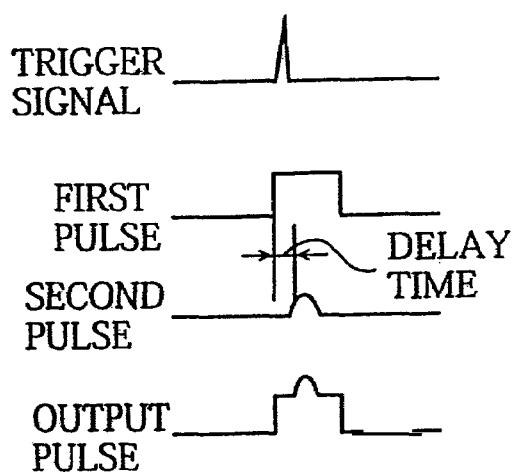 TRIGGER
SIGNAL
FIRST
PULSE
DELAY
TIME
SECOND
PULSE
OUTPUT
PULSE